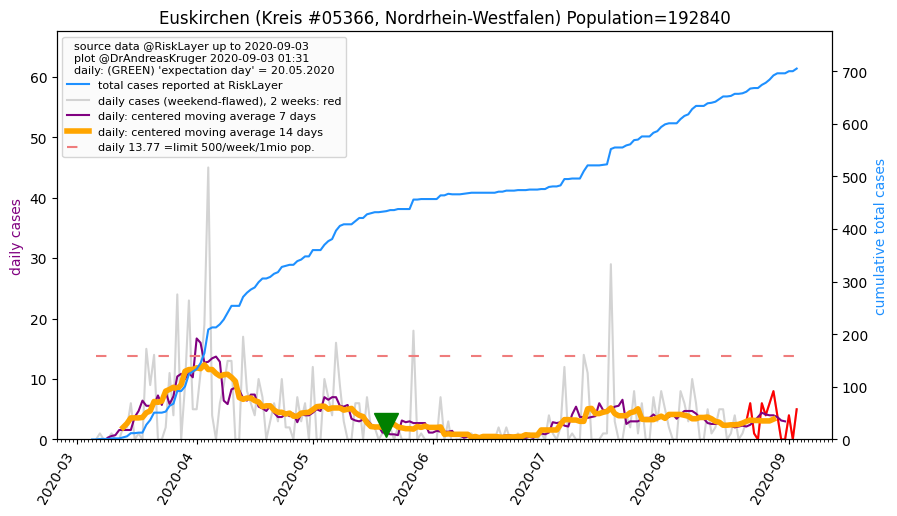 Euskirchen (Kreis #05366, Nordrhein-Westfalen) Population=192840
source data @RiskLayer up to 2020-09-03
plot @DrAndreasKruger 2020-09-03 01:31
daily: (GREEN) 'expectation day' = 20.05.2020
total cases reported at RiskLayer
daily cases (weekend-flawed), 2 weeks: red
daily: centered moving average 7 days
daily: centered moving average 14 days
daily 13.77 =limit 500/week/1mio pop.
daily cases
60
50
40
30
20
10
0
cumulative total cases
700
600
500
400
300
200
100
0
2020-03
2020-04
2020-05
2020-06
2020-07
2020-08
2020-09